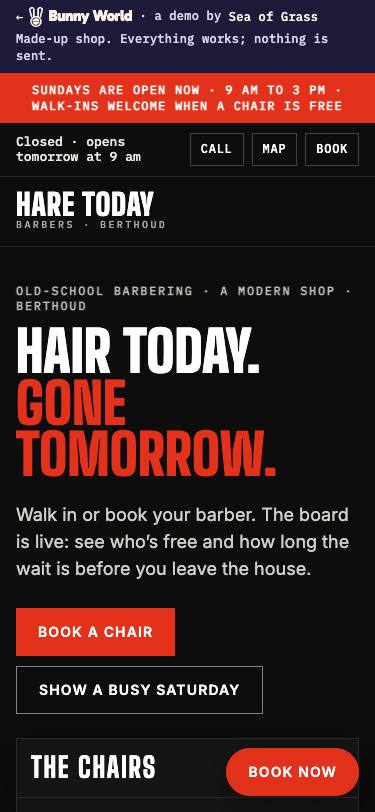 ← Bunny World · a demo by Sea of Grass
Made-up shop. Everything works; nothing is
sent.
SUNDAYS ARE OPEN NOW · 9 AM TO 3 PM ·
WALK-INS WELCOME WHEN A CHAIR IS FREE
Closed · opens
tomorrow at 9 am
CALL
MAP
BOOK
HARE TODAY
BARBERS · BERTHOUD
OLD-SCHOOL BARBERING · A MODERN SHOP ·
BERTHOUD
HAIR TODAY.
GONE
TOMORROW.
Walk in or book your barber. The board
is live: see who’s free and how long the
wait is before you leave the house.
BOOK A CHAIR
SHOW A BUSY SATURDAY
THE CHAIRS
BOOK NOW